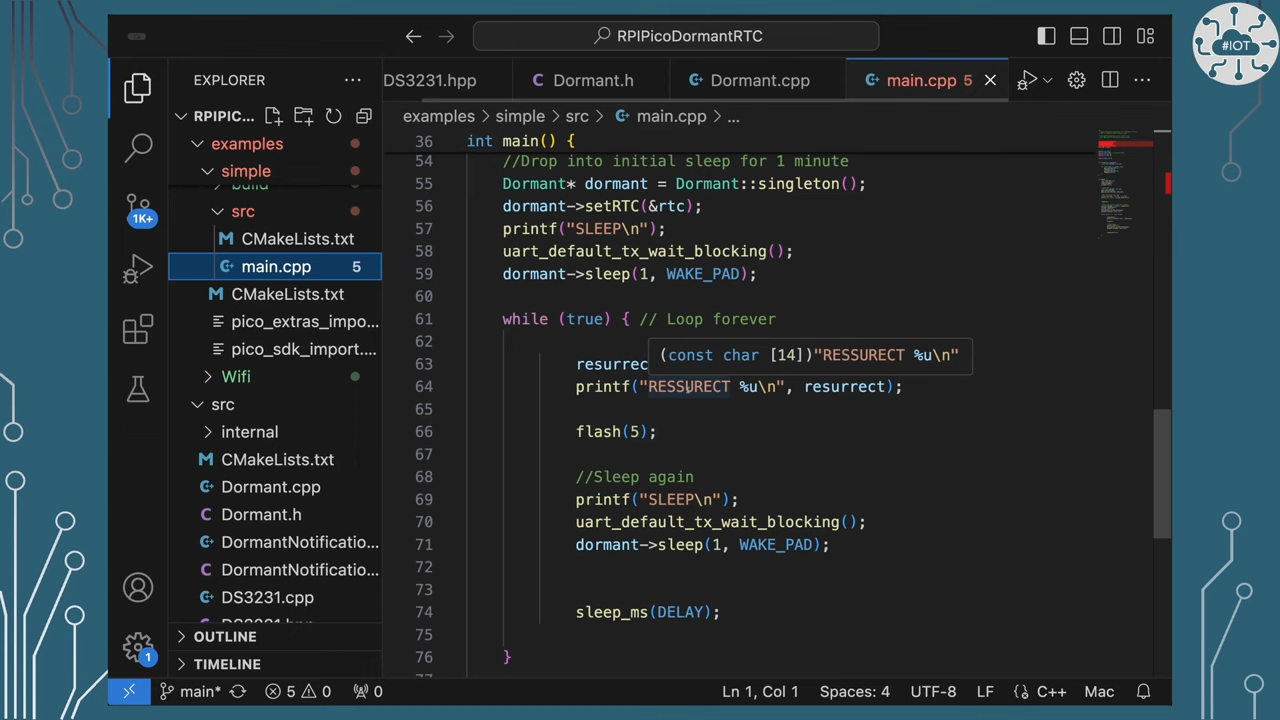 RPIPicoDormantRTC
#IOT
EXPLORER
DS3231.hpp
Dormant.h
Dormant.cpp
main.cpp 5
RPIPIC...
examples
simple
src
CMakeLists.txt
main.cpp 5
CMakeLists.txt
pico_extras_impo...
pico_sdk_import....
Wifi
src
internal
CMakeLists.txt
Dormant.cpp
Dormant.h
DormantNotificatio...
DormantNotificatio...
DS3231.cpp
OUTLINE
TIMELINE
1K+
1
examples > simple > src > main.cpp > ...
36 int main() {
54 //Drop into initial sleep for 1 minute
55 Dormant* dormant = Dormant::singleton();
56 dormant->setRTC(&rtc);
57 printf("SLEEP\n");
58 uart_default_tx_wait_blocking();
59 dormant->sleep(1, WAKE_PAD);
60
61 while (true) { // Loop forever
62
(const char [14])"RESSURECT %u\n"
63 resurrec
64 printf("RESSURECT %u\n", resurrect);
65
66 flash(5);
67
68 //Sleep again
69 printf("SLEEP\n");
70 uart_default_tx_wait_blocking();
71 dormant->sleep(1, WAKE_PAD);
72
73
74 sleep_ms(DELAY);
75
76 }
main* 5 0 0 Ln 1, Col 1 Spaces: 4 UTF-8 LF C++ Mac